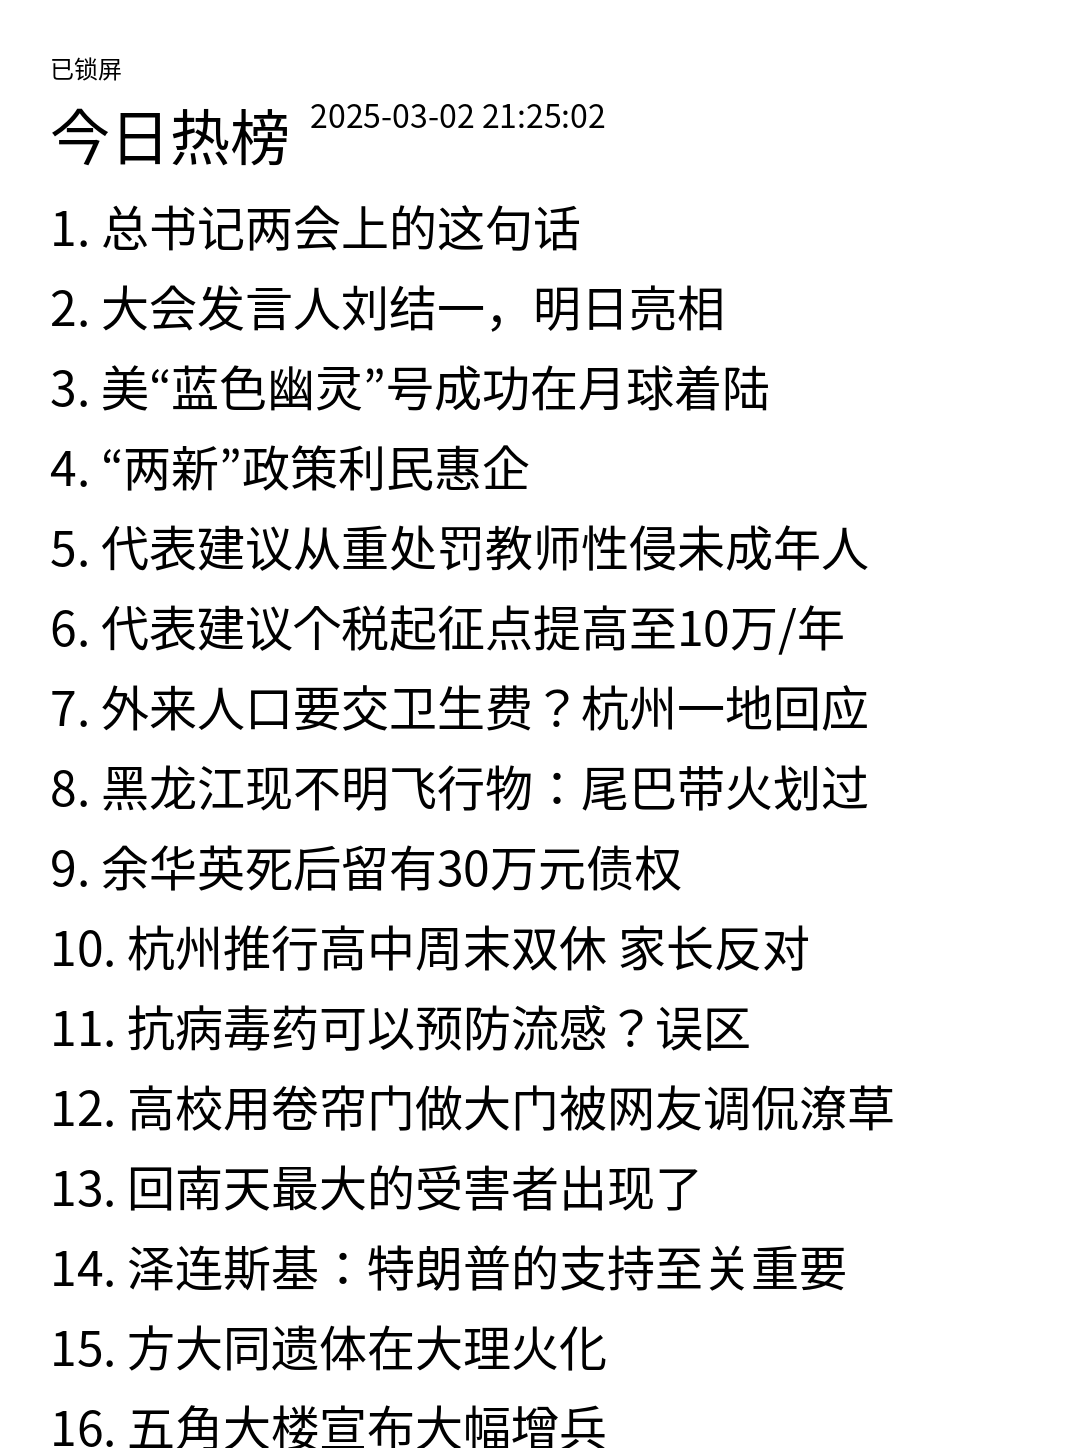 已锁屏
今日热榜 2025-03-02 21:25:02
1. 总书记两会上的这句话
2. 大会发言人刘结一，明日亮相
3. 美“蓝色幽灵”号成功在月球着陆
4. “两新”政策利民惠企
5. 代表建议从重处罚教师性侵未成年人
6. 代表建议个税起征点提高至10万/年
7. 外来人口要交卫生费？杭州一地回应
8. 黑龙江现不明飞行物：尾巴带火划过
9. 余华英死后留有30万元债权
10. 杭州推行高中周末双休 家长反对
11. 抗病毒药可以预防流感？误区
12. 高校用卷帘门做大门被网友调侃潦草
13. 回南天最大的受害者出现了
14. 泽连斯基：特朗普的支持至关重要
15. 方大同遗体在大理火化
16. 五角大楼宣布大幅增兵